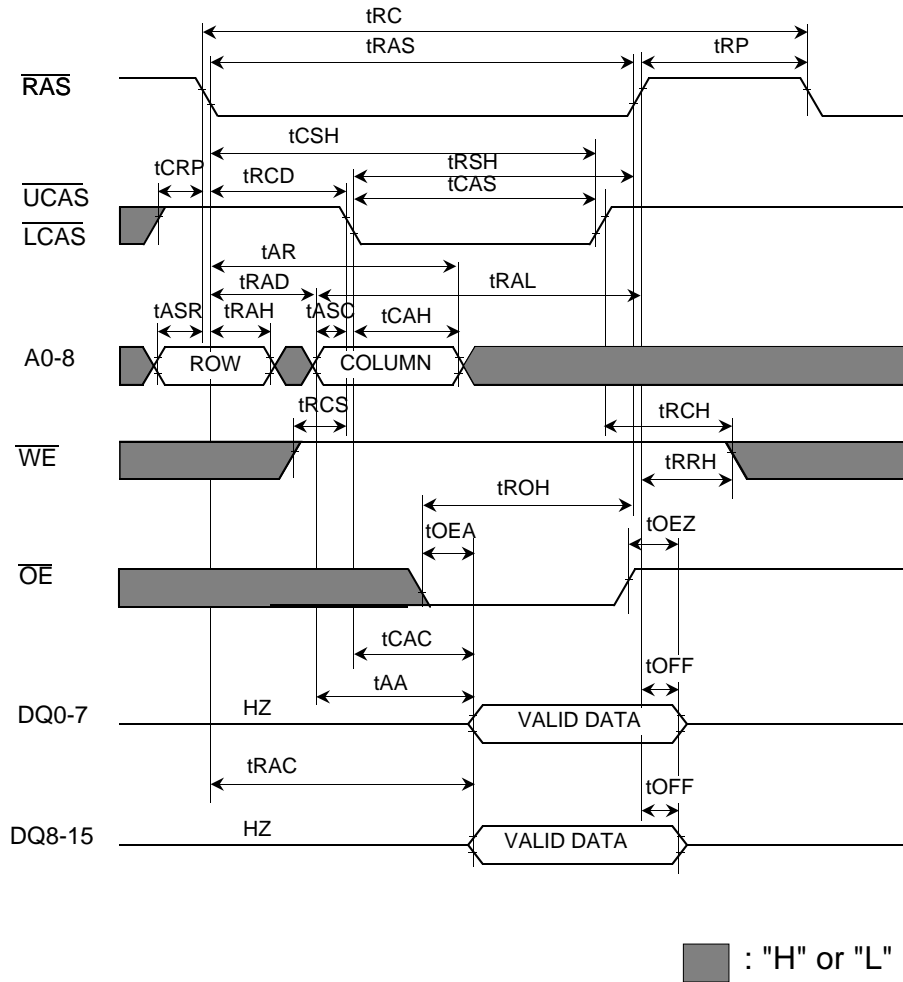 tRC
tRAS
tRP
RAS
tCSH
tCRP
tRCD
tRSH
tCAS
UCAS
LCAS
tAR
tRAD
tRAL
tASR
tRAH
tASC
tCAH
A0-8
ROW
COLUMN
tRCS
tRCH
WE
tRRH
tROH
tOEA
tOEZ
OE
tCAC
tOFF
tAA
DQ0-7
HZ
VALID DATA
tRAC
tOFF
DQ8-15
HZ
VALID DATA
: "H" or "L"